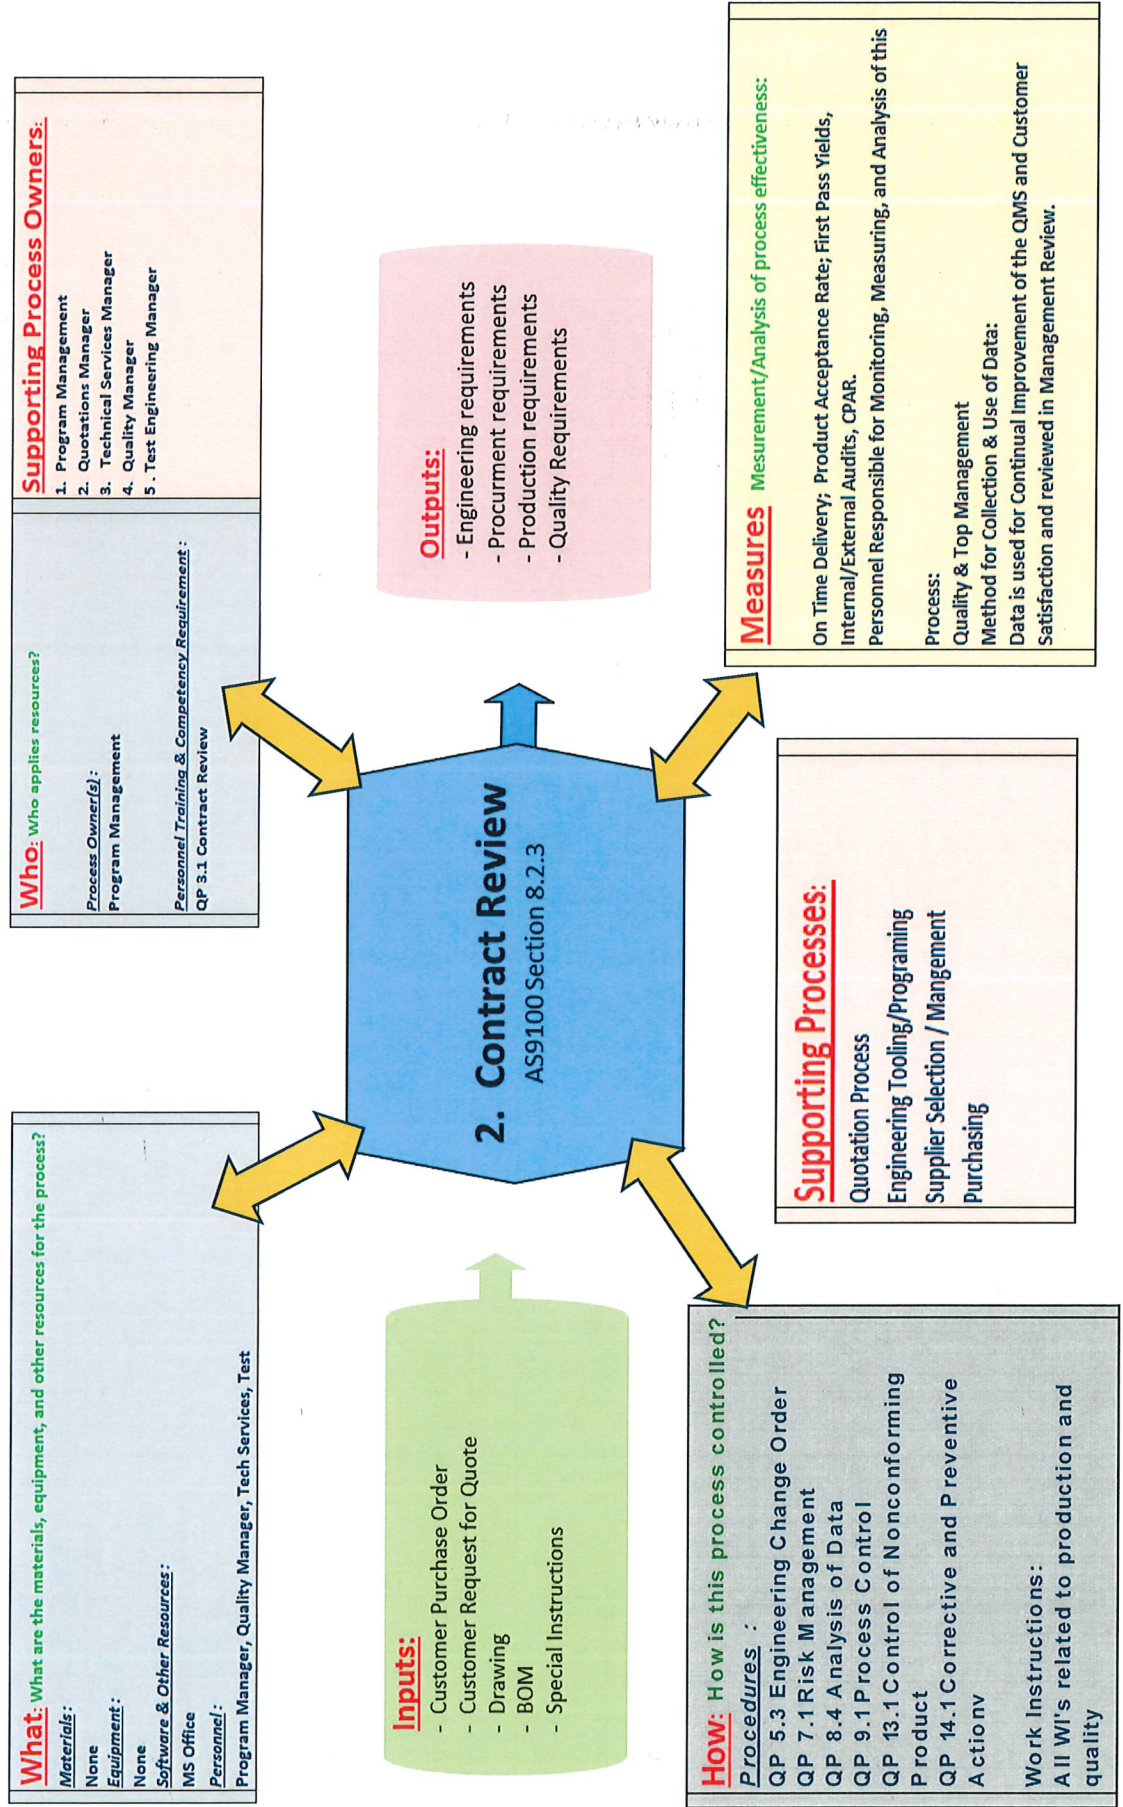 What: What are the materials, equipment, and other resources for the process?
Materials:
None
Equipment:
None
Software & Other Resources:
MS Office
Personnel:
Program Manager, Quality Manager, Tech Services, Test
Who: Who applies resources?
Process Owner(s):
Program Management
Personnel Training & Competency Requirement:
QP 3.1 Contract Review
Supporting Process Owners:
1. Program Management
2. Quotations Manager
3. Technical Services Manager
4. Quality Manager
5. Test Engineering Manager
Inputs:
- Customer Purchase Order
- Customer Request for Quote
- Drawing
- BOM
- Special Instructions
2. Contract Review
AS9100 Section 8.2.3
Outputs:
- Engineering requirements
- Procurment requirements
- Production requirements
- Quality Requirements
How: How is this process controlled?
Procedures :
QP 5.3 Engineering Change Order
QP 7.1 Risk Management
QP 8.4 Analysis of Data
QP 9.1 Process Control
QP 13.1 Control of Nonconforming
Product
QP 14.1 Corrective and Preventive
Actionv
Work Instructions:
All WI's related to production and
quality
Supporting Processes:
Quotation Process
Engineering Tooling/Programing
Supplier Selection / Mangement
Purchasing
Measures Mesurement/Analysis of process effectiveness:
On Time Delivery; Product Acceptance Rate; First Pass Yields,
Internal/External Audits, CPAR.
Personnel Responsible for Monitoring, Measuring, and Analysis of this
Process:
Quality & Top Management
Method for Collection & Use of Data:
Data is used for Continual Improvement of the QMS and Customer
Satisfaction and reviewed in Management Review.